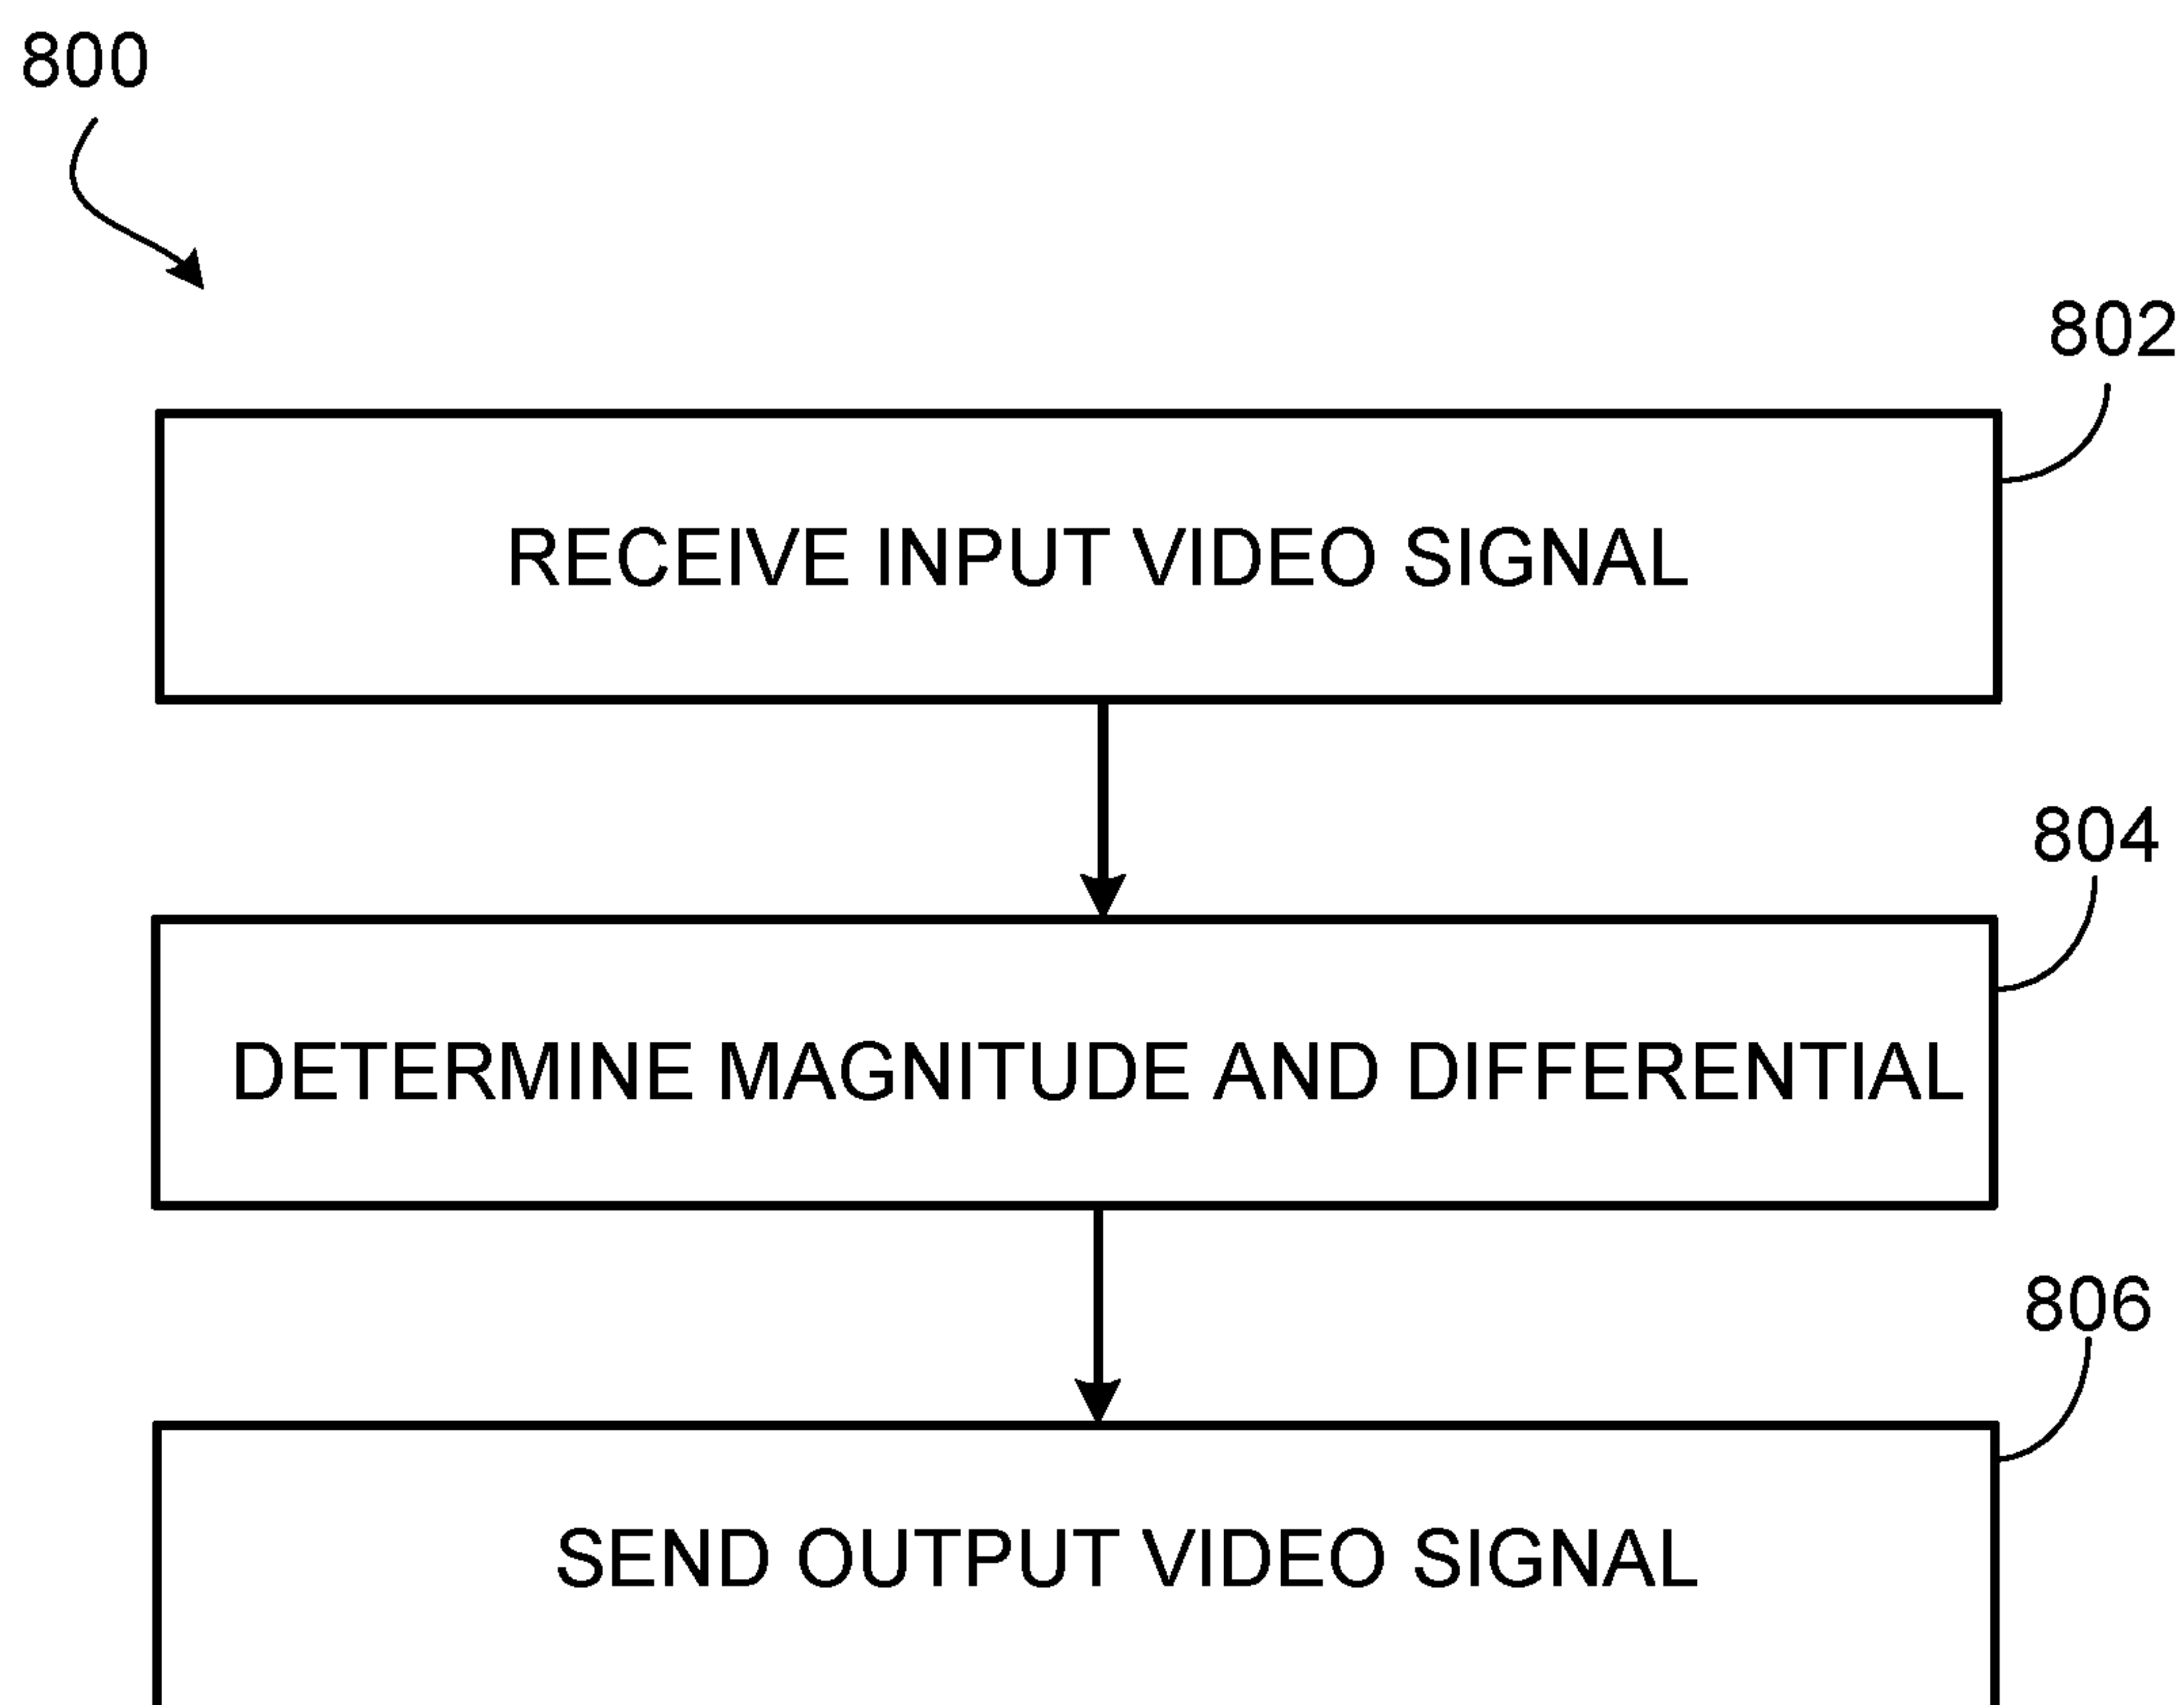 800
802
RECEIVE INPUT VIDEO SIGNAL
804
DETERMINE MAGNITUDE AND DIFFERENTIAL
806
SEND OUTPUT VIDEO SIGNAL